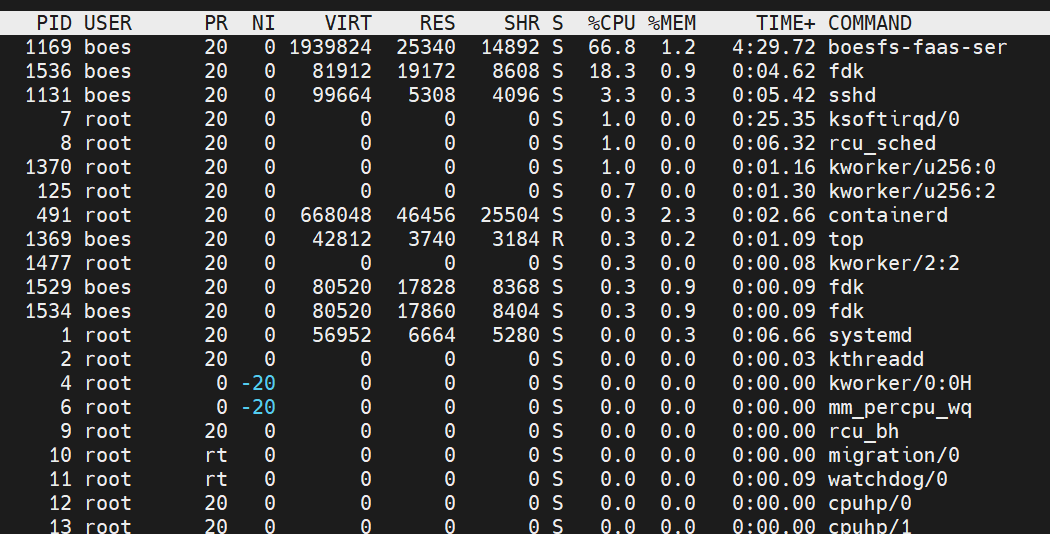 PID USER PR NI VIRT RES SHR S %CPU %MEM TIME+ COMMAND
1169 boes 20 0 1939824 25340 14892 S 66.8 1.2 4:29.72 boesfs-faas-ser
1536 boes 20 0 81912 19172 8608 S 18.3 0.9 0:04.62 fdk
1131 boes 20 0 99664 5308 4096 S 3.3 0.3 0:05.42 sshd
7 root 20 0 0 0 0 S 1.0 0.0 0:25.35 ksoftirqd/0
8 root 20 0 0 0 0 S 1.0 0.0 0:06.32 rcu_sched
1370 root 20 0 0 0 0 S 1.0 0.0 0:01.16 kworker/u256:0
125 root 20 0 0 0 0 S 0.7 0.0 0:01.30 kworker/u256:2
491 root 20 0 668048 46456 25504 S 0.3 2.3 0:02.66 containerd
1369 boes 20 0 42812 3740 3184 R 0.3 0.2 0:01.09 top
1477 root 20 0 0 0 0 S 0.3 0.0 0:00.08 kworker/2:2
1529 boes 20 0 80520 17828 8368 S 0.3 0.9 0:00.09 fdk
1534 boes 20 0 80520 17860 8404 S 0.3 0.9 0:00.09 fdk
1 root 20 0 56952 6664 5280 S 0.0 0.3 0:06.66 systemd
2 root 20 0 0 0 0 S 0.0 0.0 0:00.03 kthreadd
4 root 0 -20 0 0 0 S 0.0 0.0 0:00.00 kworker/0:0H
6 root 0 -20 0 0 0 S 0.0 0.0 0:00.00 mm_percpu_wq
9 root 20 0 0 0 0 S 0.0 0.0 0:00.00 rcu_bh
10 root rt 0 0 0 0 S 0.0 0.0 0:00.00 migration/0
11 root rt 0 0 0 0 S 0.0 0.0 0:00.09 watchdog/0
12 root 20 0 0 0 0 S 0.0 0.0 0:00.00 cpuhp/0
13 root 20 0 0 0 0 S 0.0 0.0 0:00.00 cpuhp/1